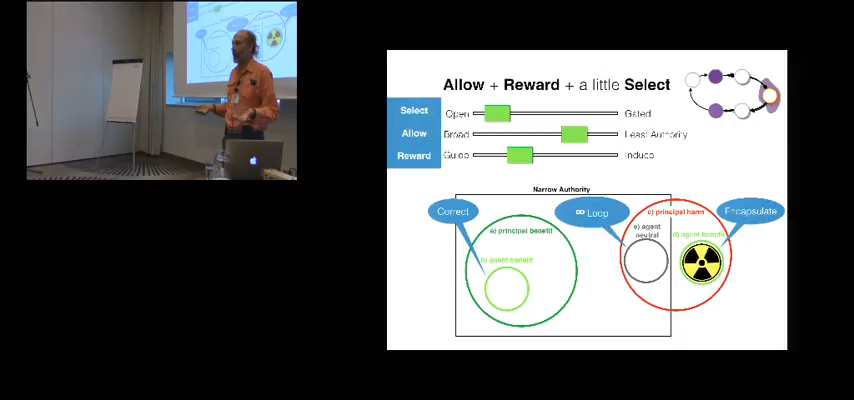 Allow + Reward + a little Select
Select
Open
Gated
Allow
Broad
Least Authority
Reward
Guide
Induce
Narrow Authority
Correct
∞ Loop
c) principal harm
Encapsulate
a) principal benefit
e) agent
neutral
d) agent benefit
b) agent benefit